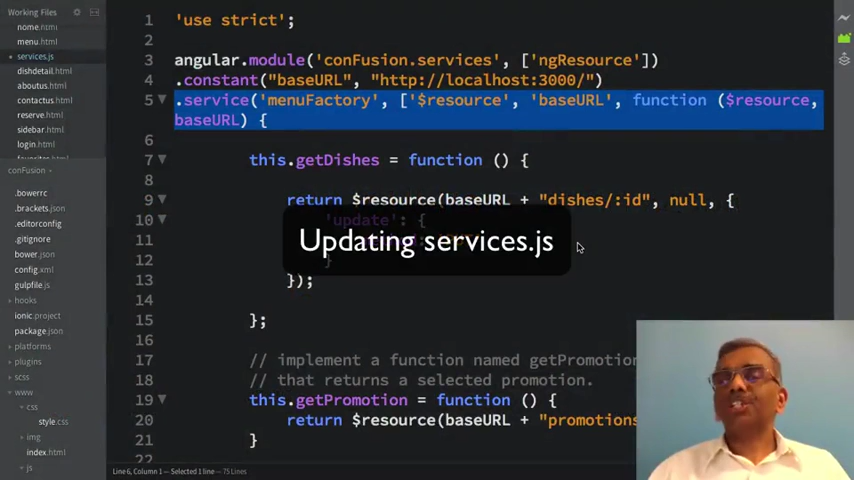 Working Files
home.html
menu.html
services.js
dishdetail.html
aboutus.html
contactus.html
reserve.html
sidebar.html
login.html
conFusion
.bowerrc
.brackets.json
.editorconfig
.gitignore
bower.json
config.xml
gulpfile.js
hooks
ionic.project
package.json
platforms
plugins
scss
www
css
style.css
img
index.html
js
1 'use strict';
2
3 angular.module('conFusion.services', ['ngResource'])
4 .constant("baseURL", "http://localhost:3000/")
5 .service('menuFactory', ['$resource', 'baseURL', function ($resource,
baseURL) {
6
7 this.getDishes = function () {
8
9 return $resource(baseURL + "dishes/:id", null, {
10 'update': {
11
12 }
13 });
14
15 };
16
17 // implement a function named getPromotion
18 // that returns a selected promotion.
19 this.getPromotion = function () {
20 return $resource(baseURL + "promotions
21 }
22
Updating services.js
Line 6, Column 1 — Selected 1 line — 75 Lines